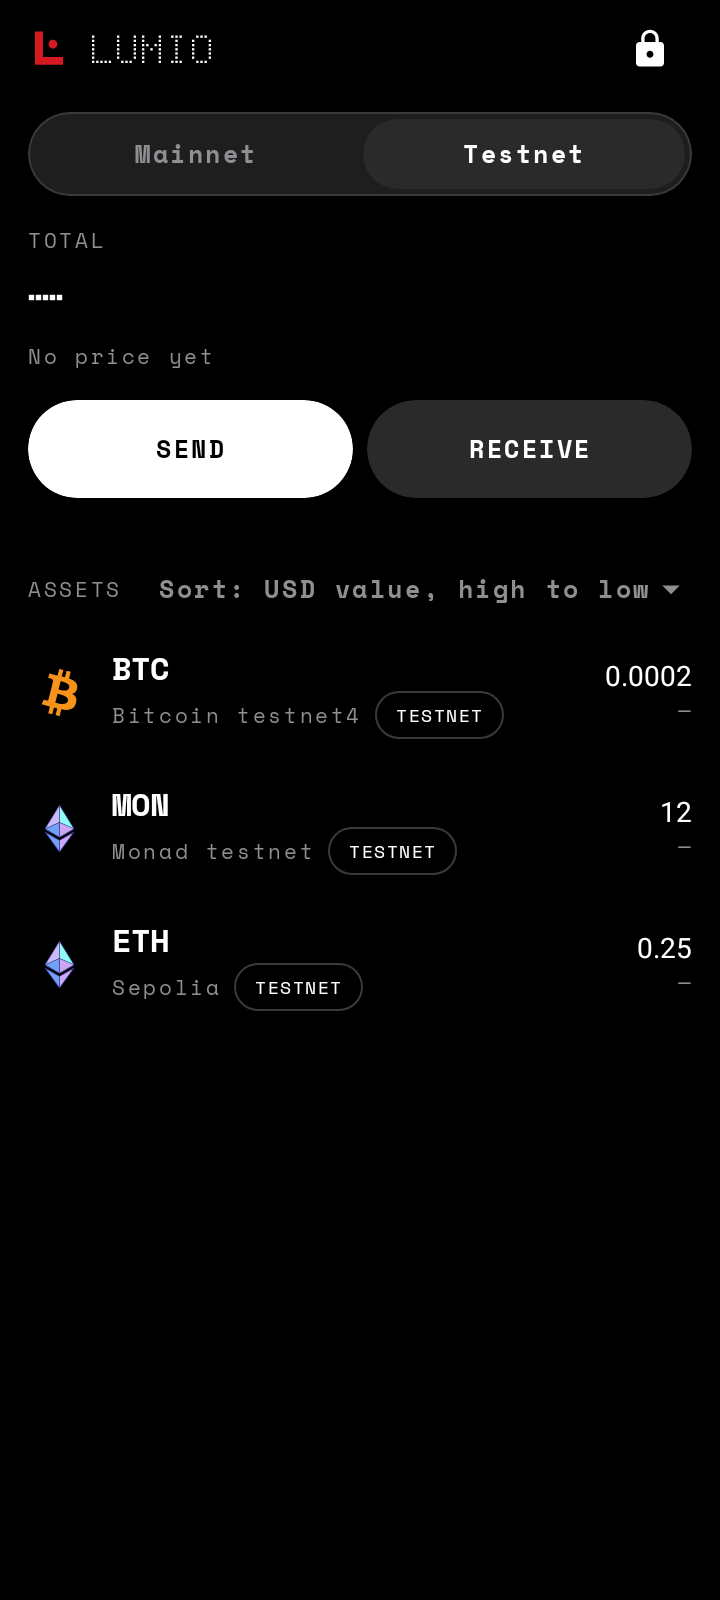 LUMIO
Mainnet Testnet
TOTAL
No price yet
SEND RECEIVE
ASSETS Sort: USD value, high to low
BTC 0.0002
Bitcoin testnet4 TESTNET –
MON 12
Monad testnet TESTNET –
ETH 0.25
Sepolia TESTNET –